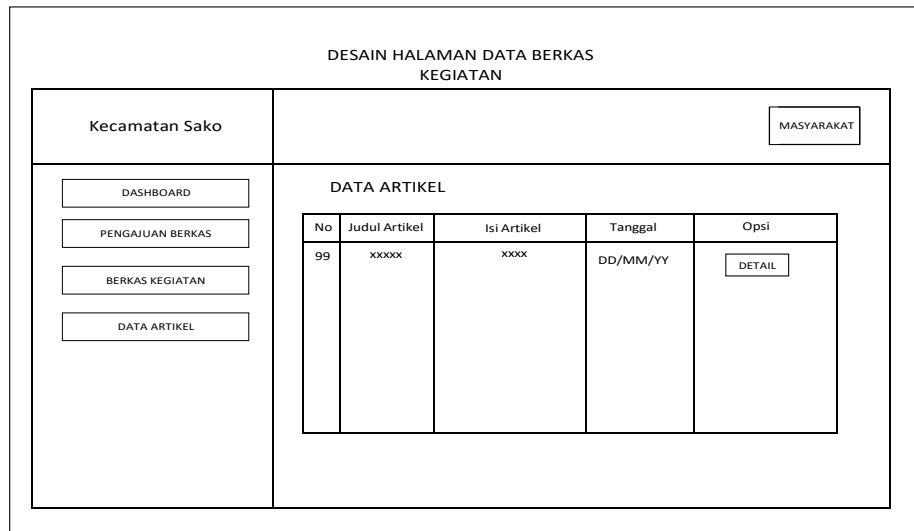 DESAIN HALAMAN DATA BERKAS
KEGIATAN
Kecamatan Sako
MASYARAKAT
DASHBOARD
PENGAJUAN BERKAS
BERKAS KEGIATAN
DATA ARTIKEL
DATA ARTIKEL
No Judul Artikel Isi Artikel Tanggal Opsi
99 xxxxx xxxx DD/MM/YY DETAIL